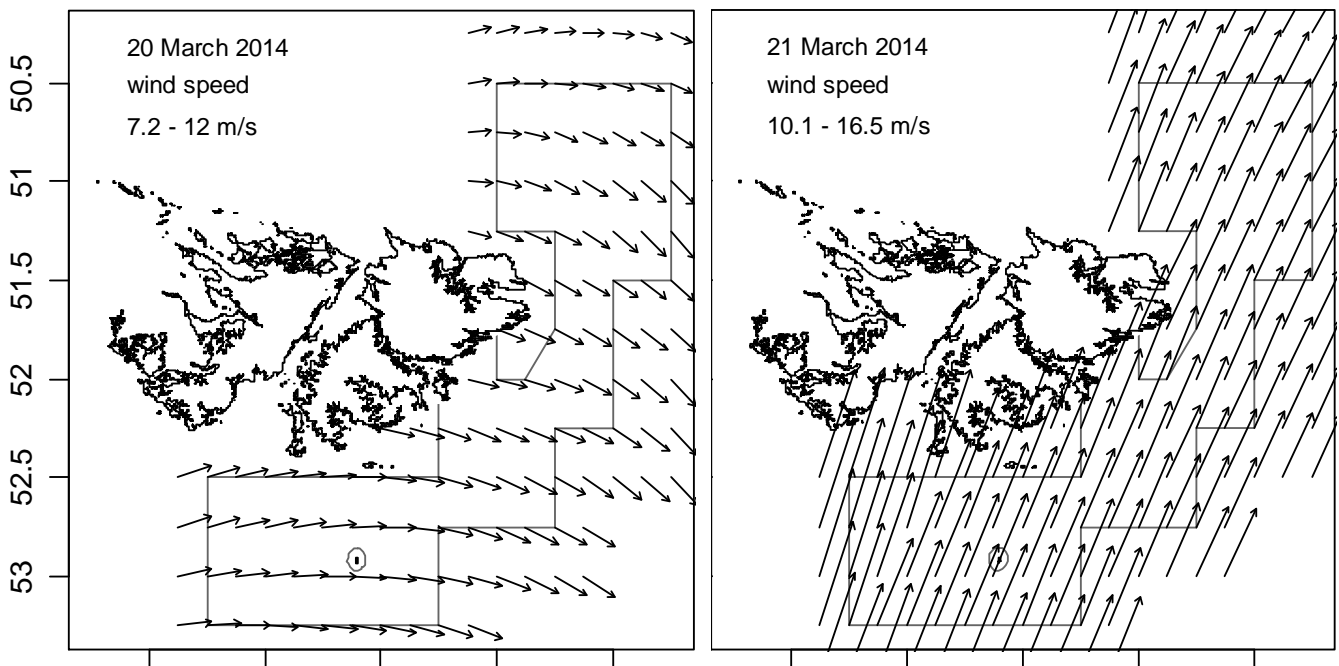 20 March 2014
wind speed
7.2 - 12 m/s
21 March 2014
wind speed
10.1 - 16.5 m/s
50.5
51
51.5
52
52.5
53